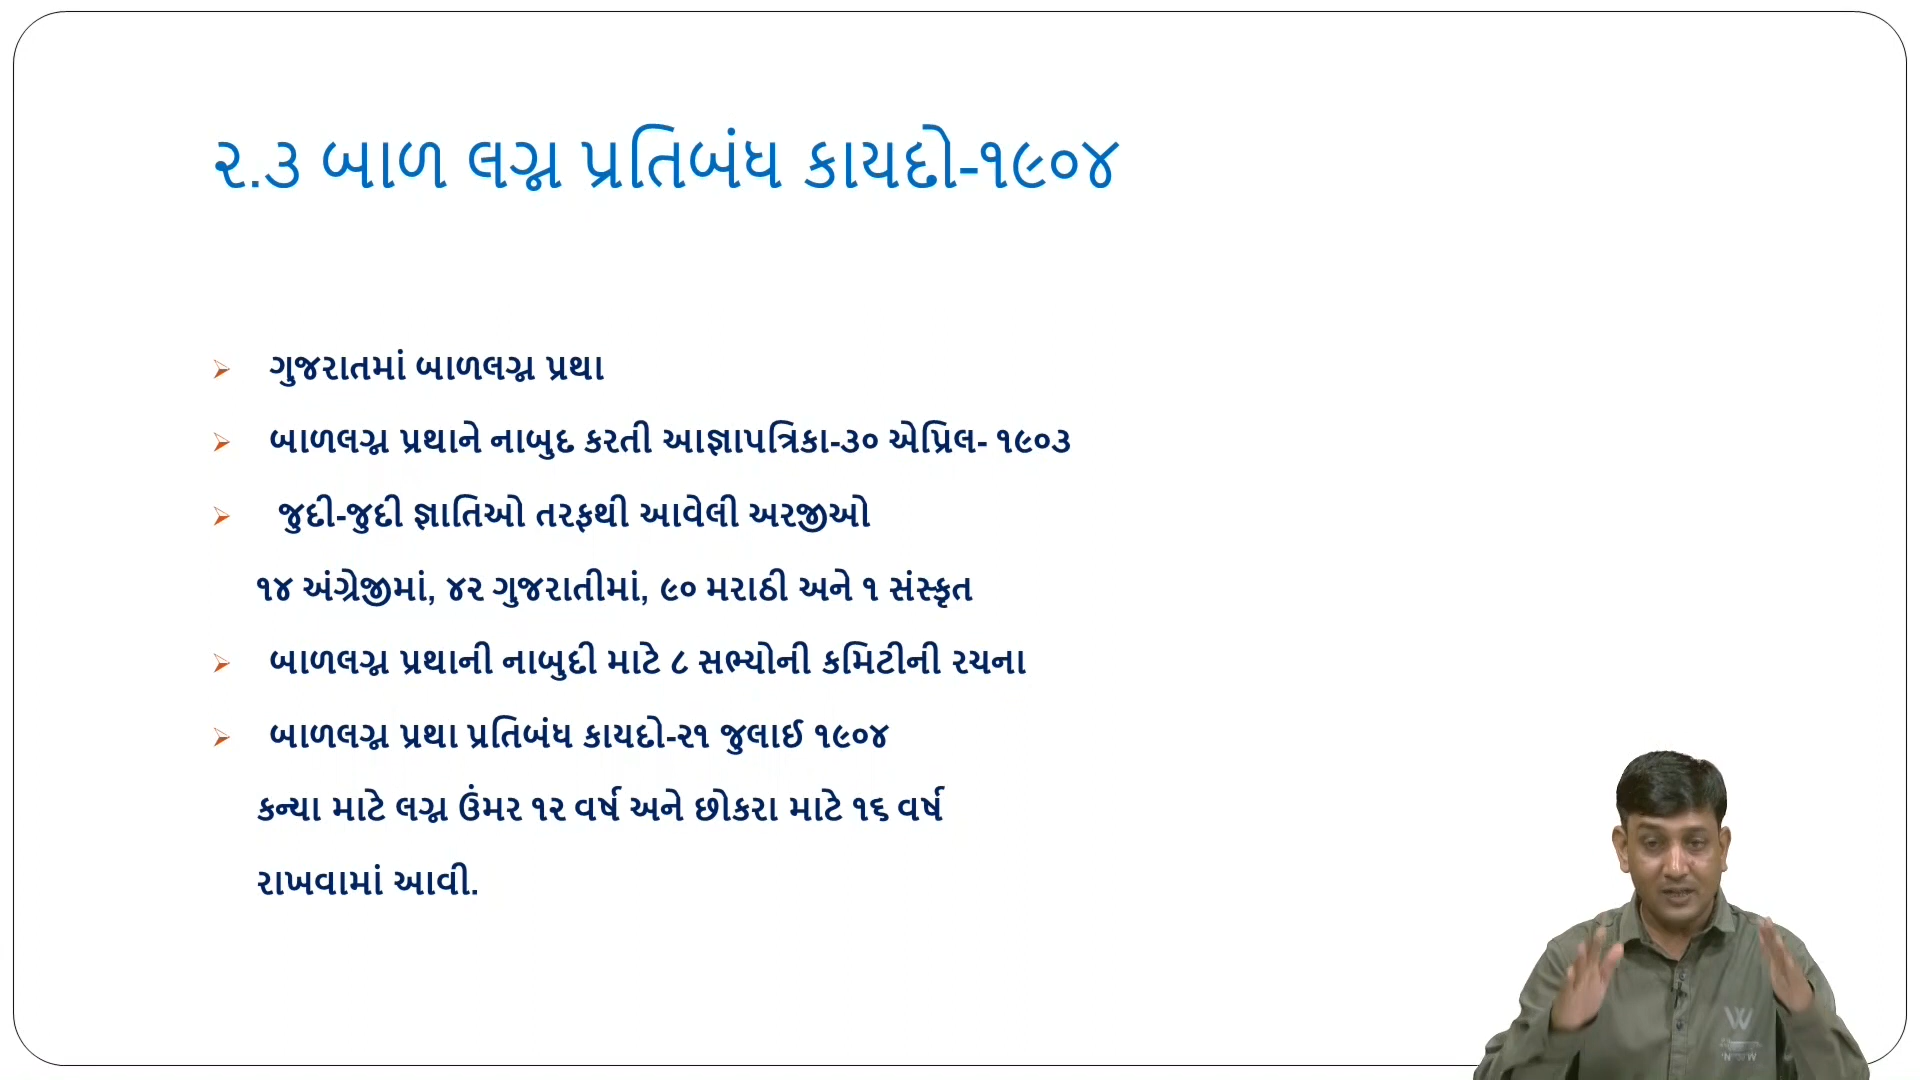 ૨.૩ બાળ લગ્ન પ્રતિબંધ કાયદો-૧૯૦૪
ગુજરાતમાં બાળલગ્ન પ્રથા
બાળલગ્ન પ્રથાને નાબુદ કરતી આજ્ઞાપત્રિકા-૩૦ એપ્રિલ- ૧૯૦૩
જુદી-જુદી જ્ઞાતિઓ તરફથી આવેલી અરજીઓ
૧૪ અંગ્રેજીમાં, ૪૨ ગુજરાતીમાં, ૯૦ મરાઠી અને ૧ સંસ્કૃત
બાળલગ્ન પ્રથાની નાબુદી માટે ૮ સભ્યોની કમિટીની રચના
બાળલગ્ન પ્રથા પ્રતિબંધ કાયદો-૨૧ જુલાઈ ૧૯૦૪
કન્યા માટે લગ્ન ઉંમર ૧૨ વર્ષ અને છોકરા માટે ૧૬ વર્ષ
રાખવામાં આવી.